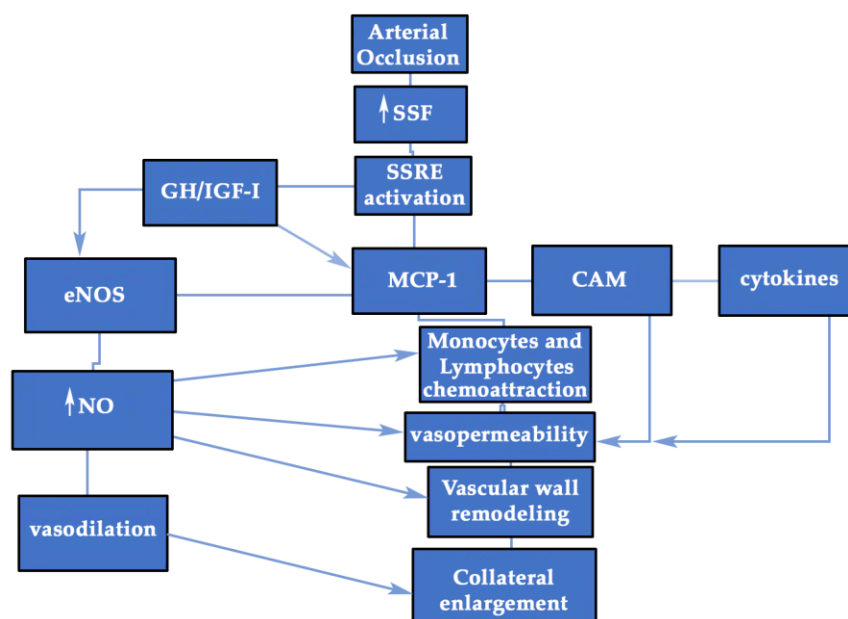 Arterial
Occlusion
↑SSF
SSRE
activation
GH/IGF-I
eNOS
MCP-1
CAM
cytokines
Monocytes and
Lymphocytes
chemoattraction
↑NO
vasopermeability
Vascular wall
remodeling
vasodilation
Collateral
enlargement